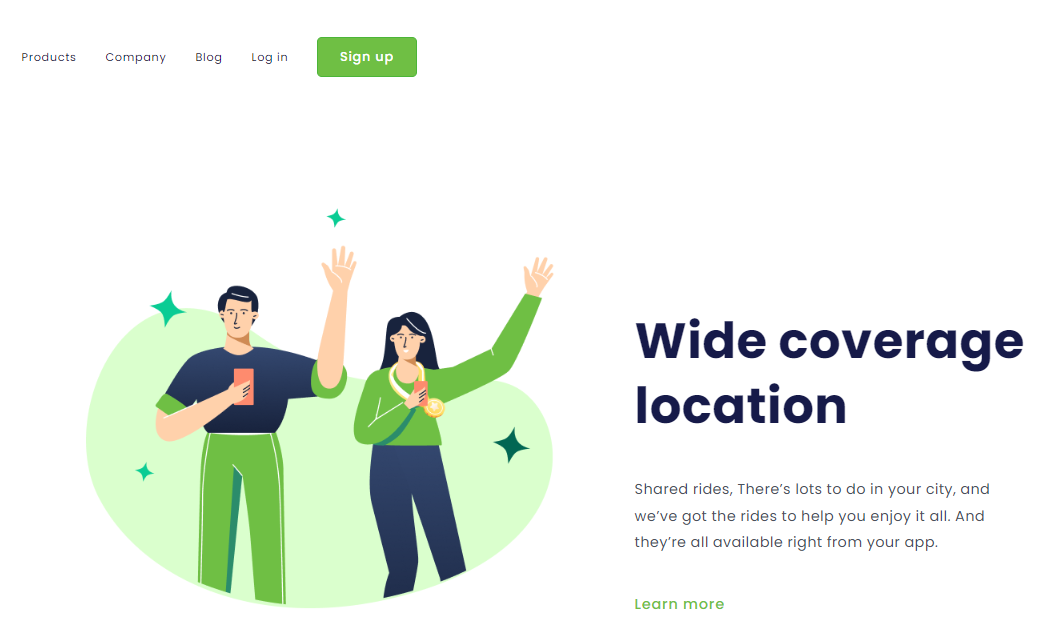 Products Company Blog Log in Sign up
Wide coverage
location
Shared rides, There’s lots to do in your city, and
we’ve got the rides to help you enjoy it all. And
they’re all available right from your app.
Learn more